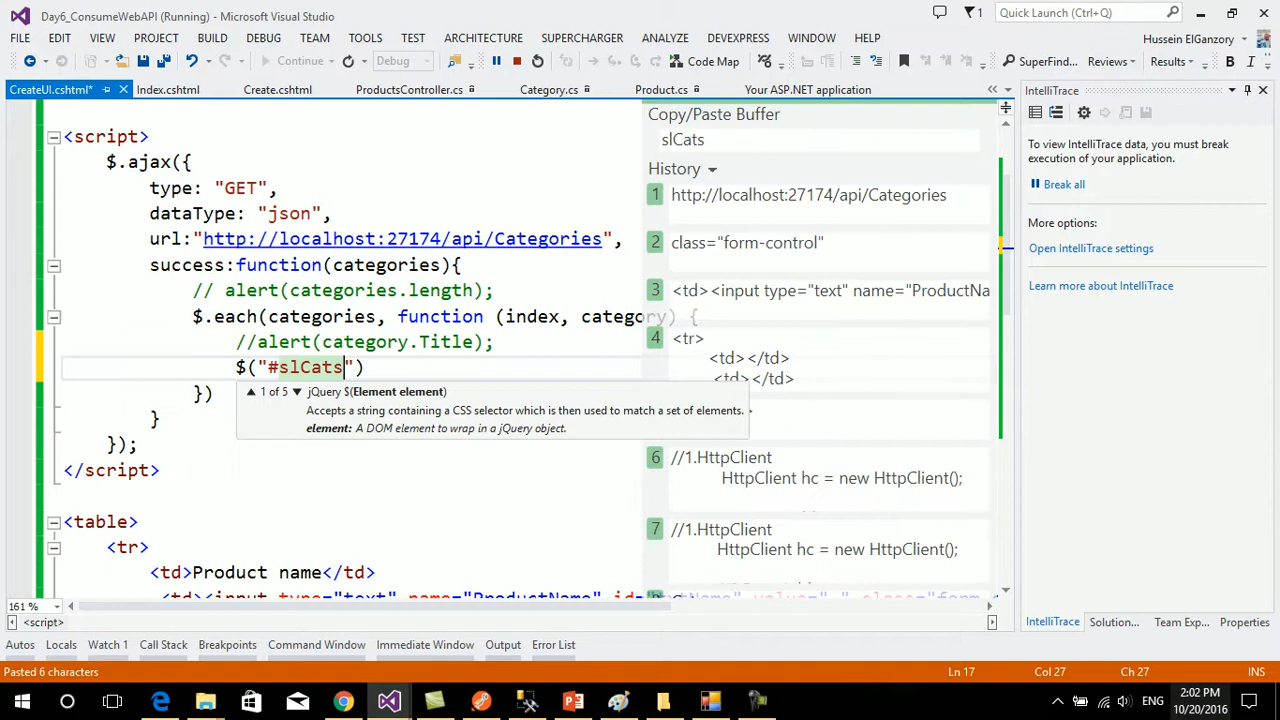 Day6_ConsumeWebAPI (Running) - Microsoft Visual Studio
1
Quick Launch (Ctrl+Q)
FILE EDIT VIEW PROJECT BUILD DEBUG TEAM TOOLS TEST ARCHITECTURE SUPERCHARGER ANALYZE DEVEXPRESS WINDOW HELP
Hussein ElGanzory
Continue Debug Code Map SuperFind... Reviews Results B I
CreateUI.cshtml* Index.cshtml Create.cshtml ProductsController.cs Category.cs Product.cs Your ASP.NET application
<script>
$.ajax({
type: "GET",
dataType: "json",
url:"http://localhost:27174/api/Categories",
success:function(categories){
// alert(categories.length);
$.each(categories, function (index, category) {
//alert(category.Title);
$("#slCats")
})
}
});
</script>
<table>
<tr>
<td>Product name</td>
<td><input type="text" name="ProductName"
1 of 5 jQuery $(Element element)
Accepts a string containing a CSS selector which is then used to match a set of elements.
element: A DOM element to wrap in a jQuery object.
Copy/Paste Buffer
slCats
History
1 http://localhost:27174/api/Categories
2 class="form-control"
3 <td><input type="text" name="ProductNa
4 <tr>
<td></td>
<td></td>
6 //1.HttpClient
HttpClient hc = new HttpClient();
7 //1.HttpClient
HttpClient hc = new HttpClient();
IntelliTrace
To view IntelliTrace data, you must break
execution of your application.
Break all
More options:
Open IntelliTrace settings
Learn more about IntelliTrace
161 %
<script>
IntelliTrace Solution... Team Exp... Properties
Autos Locals Watch 1 Call Stack Breakpoints Command Window Immediate Window Output Error List
Pasted 6 characters Ln 17 Col 27 Ch 27 INS
ENG
2:02 PM
10/20/2016